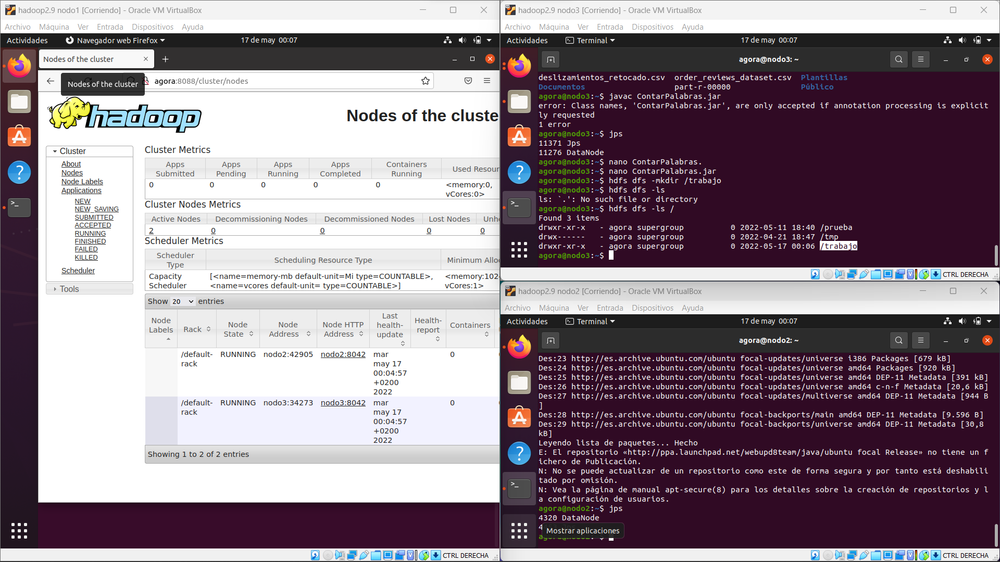 hadoop2.9 nodo1 [Corriendo] - Oracle VM VirtualBox
Archivo Máquina Ver Entrada Dispositivos Ayuda
Actividades Navegador web Firefox 17 de may 00:07
Nodes of the cluster
Nodes of the cluster
agora:8088/cluster/nodes
hadoop
Nodes of the cluste
Cluster
About
Nodes
Node Labels
Applications
NEW
NEW_SAVING
SUBMITTED
ACCEPTED
RUNNING
FINISHED
FAILED
KILLED
Scheduler
Tools
Cluster Metrics
Apps Submitted Apps Pending Apps Running Apps Completed Containers Running Used Resour
0 0 0 0 0 <memory:0, vCores:0>
Cluster Nodes Metrics
Active Nodes Decommissioning Nodes Decommissioned Nodes Lost Nodes Unhe
2 0 0 0 0
Scheduler Metrics
Scheduler Type Scheduling Resource Type Minimum Alloc
Capacity Scheduler [<name=memory-mb default-unit=Mi type=COUNTABLE>, <name=vcores default-unit= type=COUNTABLE>] <memory:102 vCores:1>
Show 20 entries
Node Labels Rack Node State Node Address Node HTTP Address Last health-update Health-report Containers
/default-rack RUNNING nodo2:42905 nodo2:8042 mar may 17 00:04:57 +0200 2022 0
/default-rack RUNNING nodo3:34273 nodo3:8042 mar may 17 00:04:57 +0200 2022 0
Showing 1 to 2 of 2 entries
CTRL DERECHA
hadoop2.9 nodo3 [Corriendo] - Oracle VM VirtualBox
Archivo Máquina Ver Entrada Dispositivos Ayuda
Actividades Terminal 17 de may 00:07
agora@nodo3: ~
deslizamientos_retocado.csv order_reviews_dataset.csv Plantillas
Documentos part-r-00000 Público
agora@nodo3:~$ javac ContarPalabras.jar
error: Class names, 'ContarPalabras.jar', are only accepted if annotation processing is explicit
ly requested
1 error
agora@nodo3:~$ jps
11371 Jps
11276 DataNode
agora@nodo3:~$ nano ContarPalabras.
agora@nodo3:~$ nano ContarPalabras.jar
agora@nodo3:~$ hdfs dfs -mkdir /trabajo
agora@nodo3:~$ hdfs dfs -ls
ls: `.': No such file or directory
agora@nodo3:~$ hdfs dfs -ls /
Found 3 items
drwxr-xr-x - agora supergroup 0 2022-05-11 18:40 /prueba
drwx------ - agora supergroup 0 2022-04-21 18:47 /tmp
drwxr-xr-x - agora supergroup 0 2022-05-17 00:06 /trabajo
agora@nodo3:~$
CTRL DERECHA
hadoop2.9 nodo2 [Corriendo] - Oracle VM VirtualBox
Archivo Máquina Ver Entrada Dispositivos Ayuda
Actividades Terminal 17 de may 00:07
agora@nodo2: ~
Des:23 http://es.archive.ubuntu.com/ubuntu focal-updates/universe i386 Packages [679 kB]
Des:24 http://es.archive.ubuntu.com/ubuntu focal-updates/universe amd64 Packages [920 kB]
Des:25 http://es.archive.ubuntu.com/ubuntu focal-updates/universe amd64 DEP-11 Metadata [391 kB]
Des:26 http://es.archive.ubuntu.com/ubuntu focal-updates/universe amd64 c-n-f Metadata [20,6 kB]
Des:27 http://es.archive.ubuntu.com/ubuntu focal-updates/multiverse amd64 DEP-11 Metadata [944 B
]
Des:28 http://es.archive.ubuntu.com/ubuntu focal-backports/main amd64 DEP-11 Metadata [9.596 B]
Des:29 http://es.archive.ubuntu.com/ubuntu focal-backports/universe amd64 DEP-11 Metadata [30,8
kB]
Leyendo lista de paquetes... Hecho
E: El repositorio «http://ppa.launchpad.net/webupd8team/java/ubuntu focal Release» no tiene un f
ichero de Publicación.
N: No se puede actualizar de un repositorio como este de forma segura y por tanto está deshabili
tado por omisión.
N: Vea la página de manual apt-secure(8) para los detalles sobre la creación de repositorios y l
a configuración de usuarios.
agora@nodo2:~$ jps
4320 DataNode
Mostrar aplicaciones
CTRL DERECHA